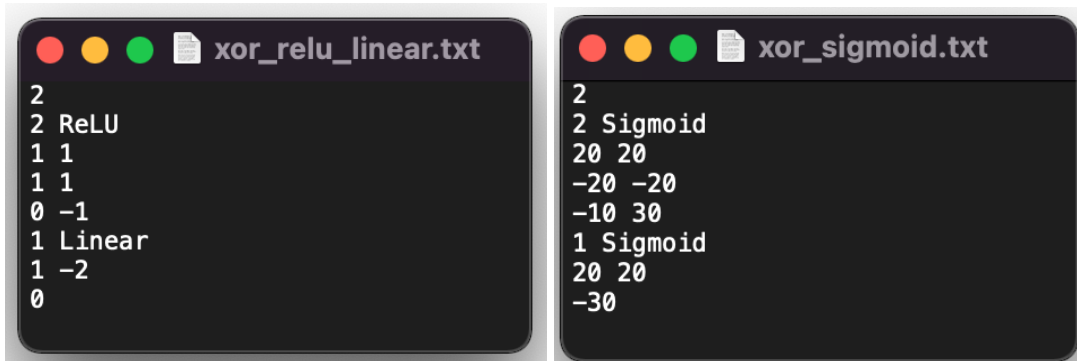 xor_relu_linear.txt
2
2 ReLU
1 1
1 1
0 -1
1 Linear
1 -2
0
xor_sigmoid.txt
2
2 Sigmoid
20 20
-20 -20
-10 30
1 Sigmoid
20 20
-30